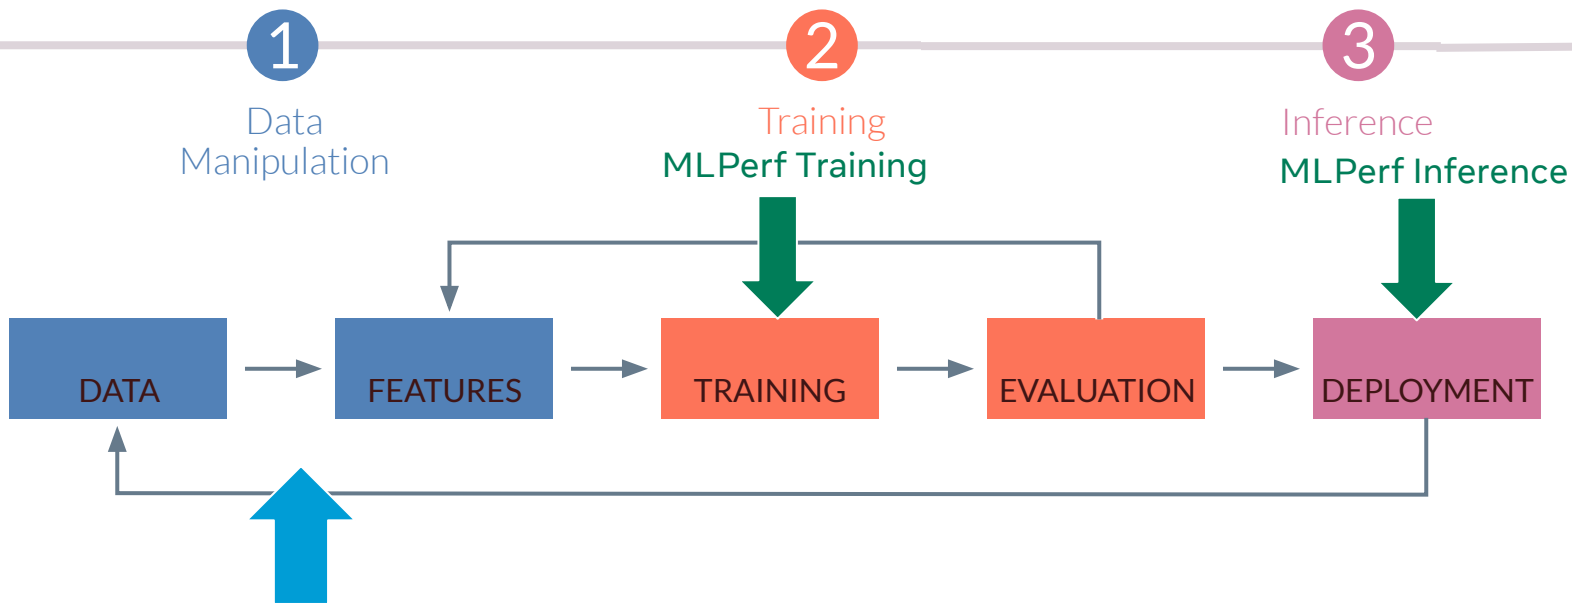 1
2
3
Data
Manipulation
Training
MLPerf Training
Inference
MLPerf Inference
DATA
FEATURES
TRAINING
EVALUATION
DEPLOYMENT